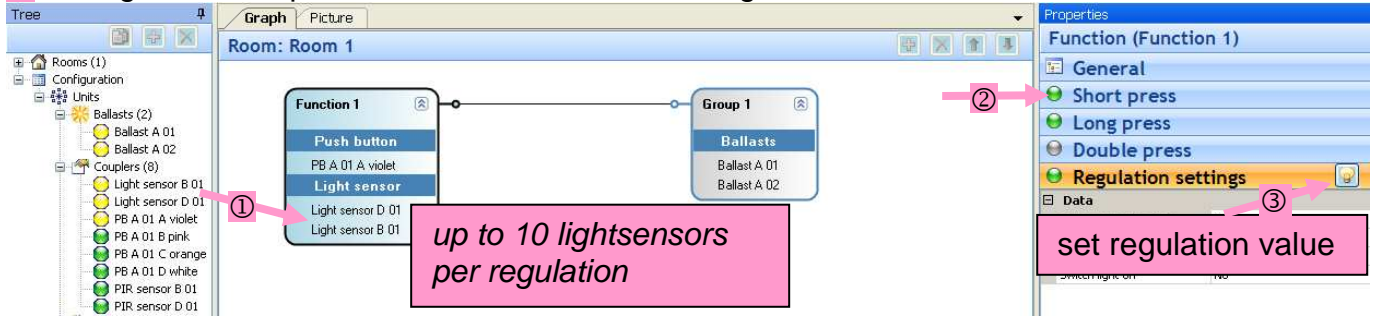 Tree
Rooms (1)
Configuration
Units
Ballasts (2)
Ballast A 01
Ballast A 02
Couplers (8)
Light sensor B 01
Light sensor D 01
PB A 01 A violet
PB A 01 B pink
PB A 01 C orange
PB A 01 D white
PIR sensor B 01
PIR sensor D 01
①
Graph Picture
Room: Room 1
Function 1
Push button
PB A 01 A violet
Light sensor
Light sensor D 01
Light sensor B 01
Group 1
Ballasts
Ballast A 01
Ballast A 02
up to 10 lightsensors
per regulation
②
Properties
Function (Function 1)
General
Short press
Long press
Double press
Regulation settings
Data
③
set regulation value